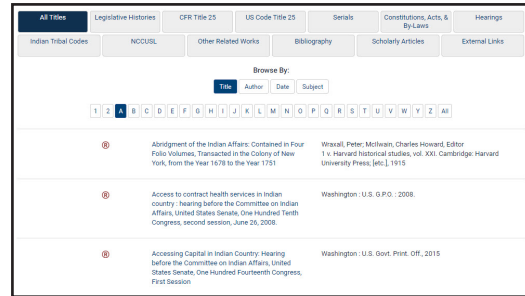 All Titles
Legislative Histories
CFR Title 25
US Code Title 25
Serials
Constitutions, Acts, &
By-Laws
Hearings
Indian Tribal Codes
NCCUSL
Other Related Works
Bibliography
Scholarly Articles
External Links
Browse By:
Title Author Date Subject
1 2 A B C D E F G H I J K L M N O P Q R S T U V W Y Z All
®
Abridgment of the Indian Affairs: Contained in Four
Folio Volumes, Transacted in the Colony of New
York, from the Year 1678 to the Year 1751
Wraxall, Peter; McIlwain, Charles Howard, Editor
1 v. Harvard historical studies, vol. XXI. Cambridge: Harvard
University Press; [etc.], 1915
®
Access to contract health services in Indian
country : hearing before the Committee on Indian
Affairs, United States Senate, One Hundred Tenth
Congress, second session, June 26, 2008.
Washington : U.S. G.P.O. : 2008.
®
Accessing Capital in Indian Country: Hearing
before the Committee on Indian Affairs, United
States Senate, One Hundred Fourteenth Congress,
First Session
Washington : U.S. Govt. Print. Off., 2015